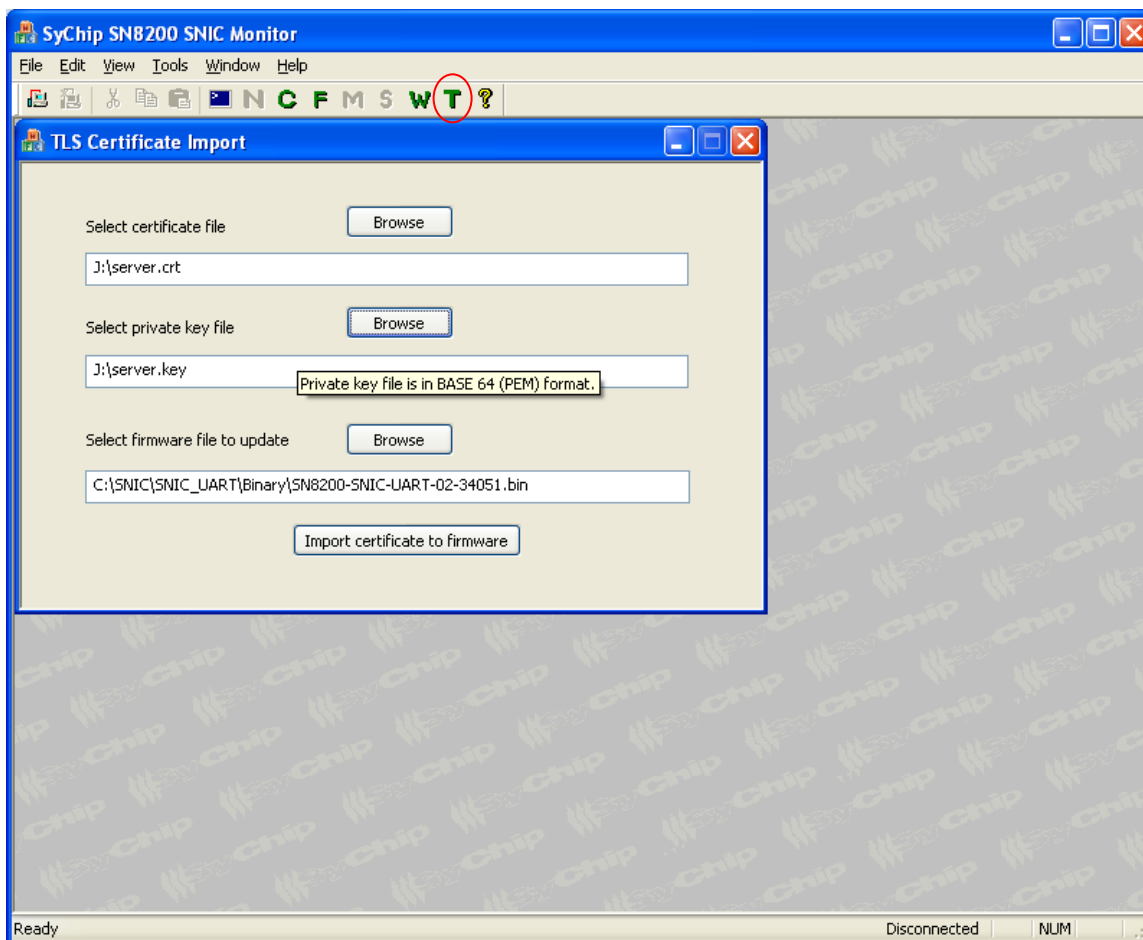 SyChip SN8200 SNIC Monitor
File Edit View Tools Window Help
N C F M S W T ?
TLS Certificate Import
Select certificate file Browse
J:\server.crt
Select private key file Browse
J:\server.key
Private key file is in BASE 64 (PEM) format.
Select firmware file to update Browse
C:\SNIC\SNIC_UART\Binary\SN8200-SNIC-UART-02-34051.bin
Import certificate to firmware
Ready Disconnected NUM